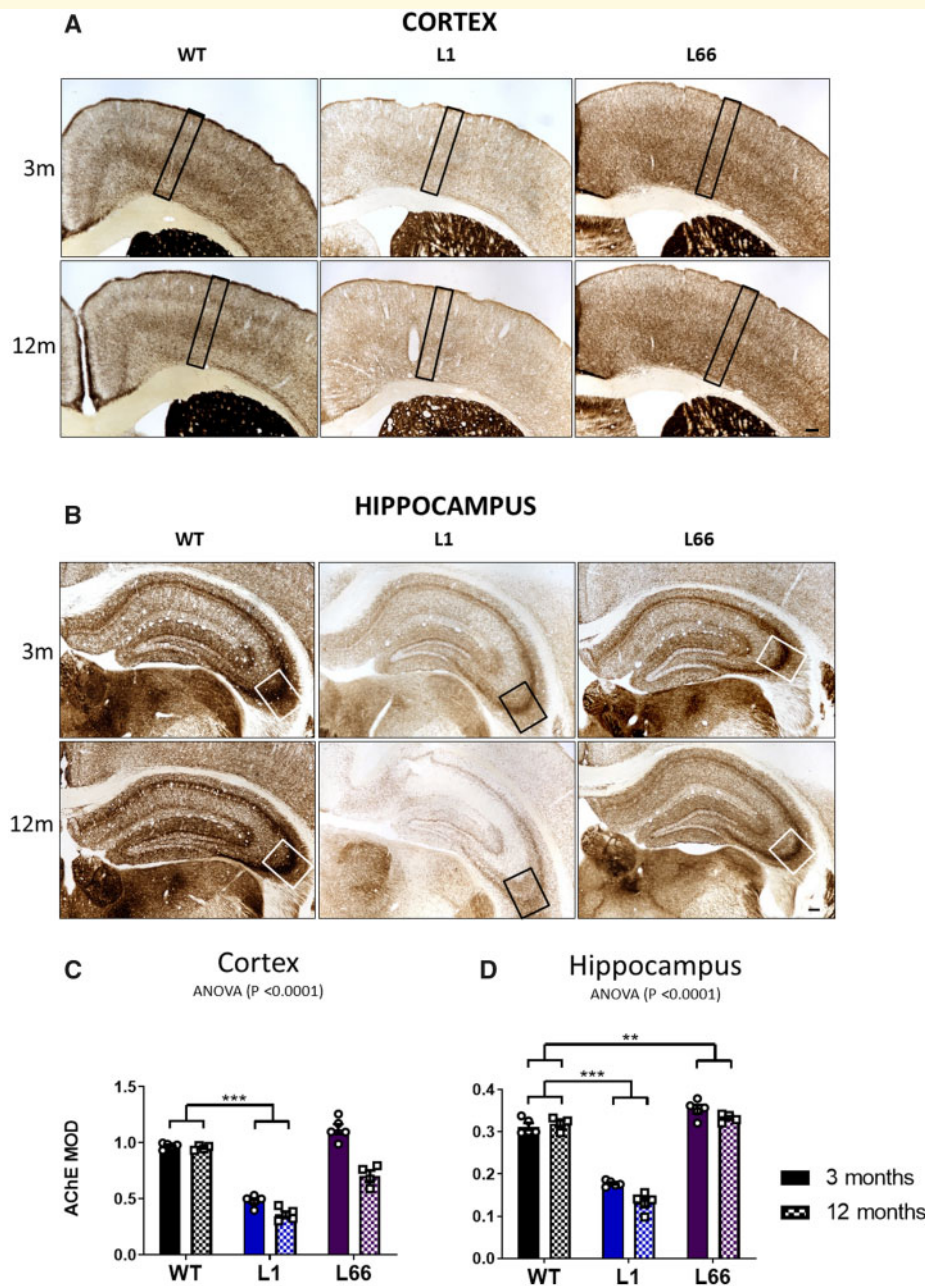 A
CORTEX
WT L1 L66
3m
12m
B
HIPPOCAMPUS
WT L1 L66
3m
12m
C
Cortex
ANOVA (P <0.0001)
AChE MOD
1.5
1.0
0.5
0.0
***
WT L1 L66
D
Hippocampus
ANOVA (P <0.0001)
0.4
0.3
0.2
0.1
0.0
**
***
WT L1 L66
3 months
12 months